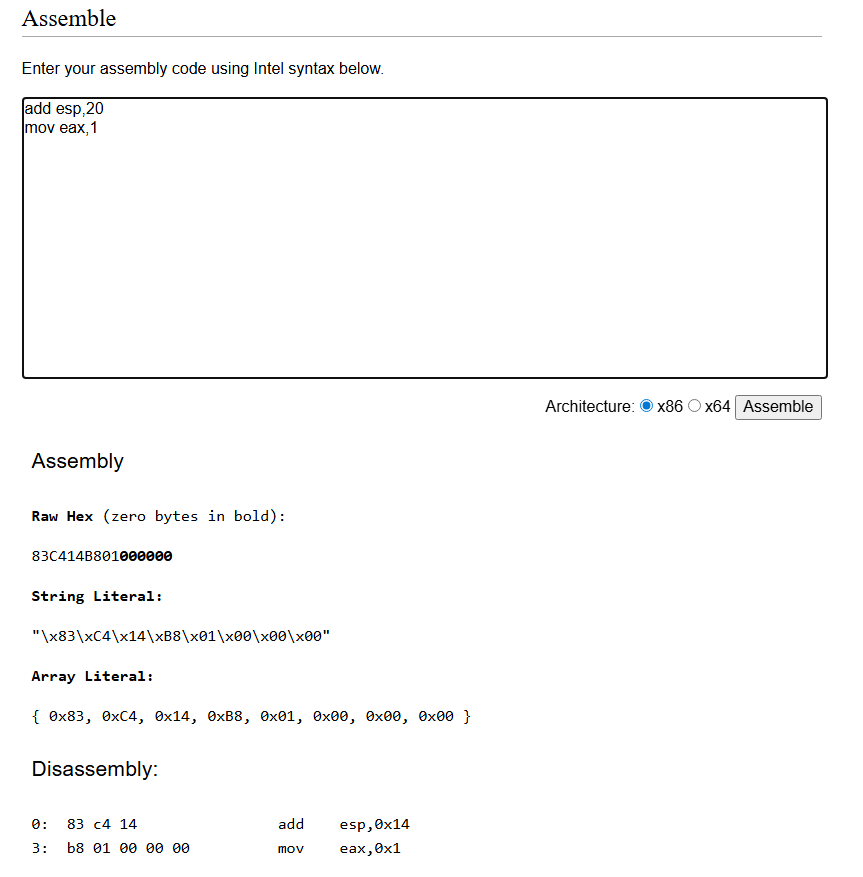 Assemble
Enter your assembly code using Intel syntax below.
add esp,20
mov eax,1
Architecture: x86 x64 Assemble
Assembly
Raw Hex (zero bytes in bold):
83C414B801000000
String Literal:
"\x83\xC4\x14\xB8\x01\x00\x00\x00"
Array Literal:
{ 0x83, 0xC4, 0x14, 0xB8, 0x01, 0x00, 0x00, 0x00 }
Disassembly:
0:  83 c4 14                add    esp,0x14
3:  b8 01 00 00 00          mov    eax,0x1